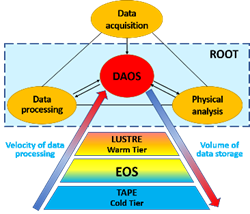 Data
acquisition
ROOT
DAOS
Data
processing
Physical
analysis
Velocity of data
processing
LUSTRE
Warm Tier
Volume of
data storage
EOS
TAPE
Cold Tier